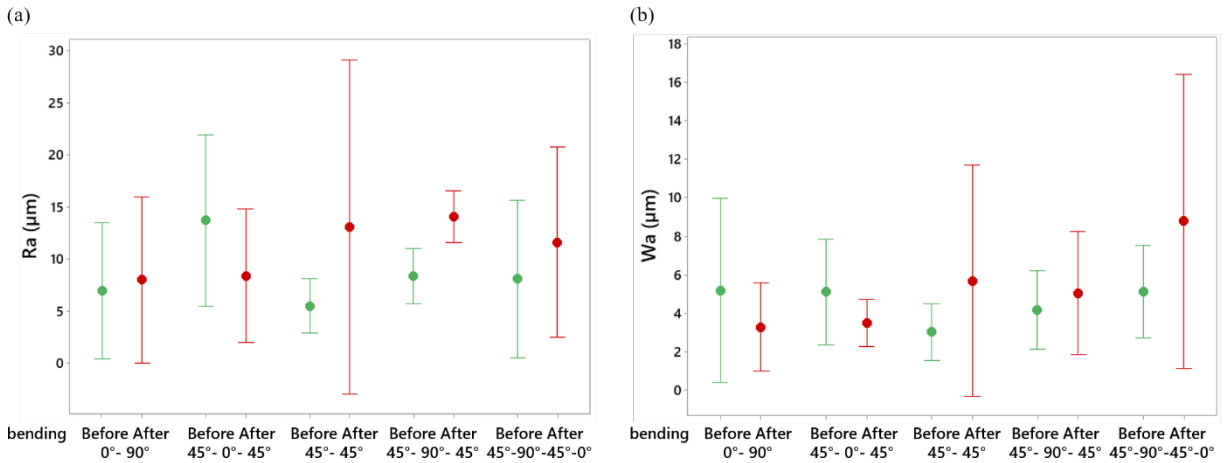 (a)
30
25
20
15
10
5
0
Ra (µm)
bending Before After Before After Before After Before After Before After
0°- 90° 45°- 0°- 45° 45°- 45° 45°- 90°- 45° 45°-90°-45°-0°
(b)
18
16
14
12
10
8
6
4
2
0
Wa (µm)
bending Before After Before After Before After Before After Before After
0°- 90° 45°- 0°- 45° 45°- 45° 45°- 90°- 45° 45°-90°-45°-0°